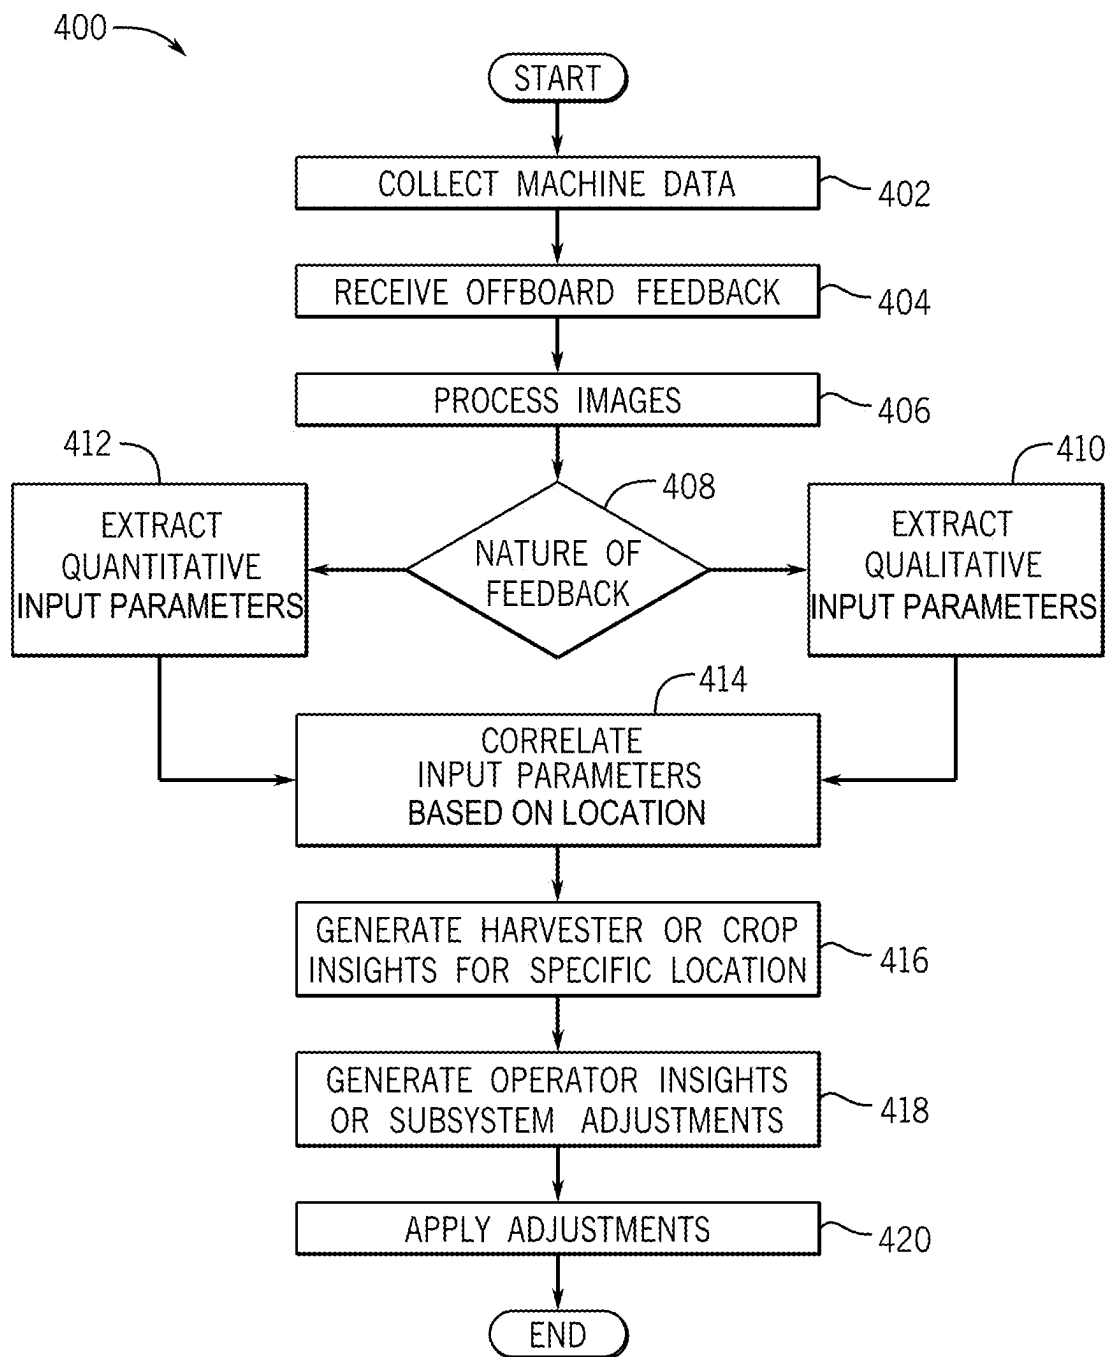 400
START
COLLECT MACHINE DATA
402
RECEIVE OFFBOARD FEEDBACK
404
PROCESS IMAGES
406
412
410
408
EXTRACT
QUANTITATIVE
INPUT PARAMETERS
NATURE OF
FEEDBACK
EXTRACT
QUALITATIVE
INPUT PARAMETERS
414
CORRELATE
INPUT PARAMETERS
BASED ON LOCATION
GENERATE HARVESTER OR CROP
INSIGHTS FOR SPECIFIC LOCATION
416
GENERATE OPERATOR INSIGHTS
OR SUBSYSTEM ADJUSTMENTS
418
APPLY ADJUSTMENTS
420
END